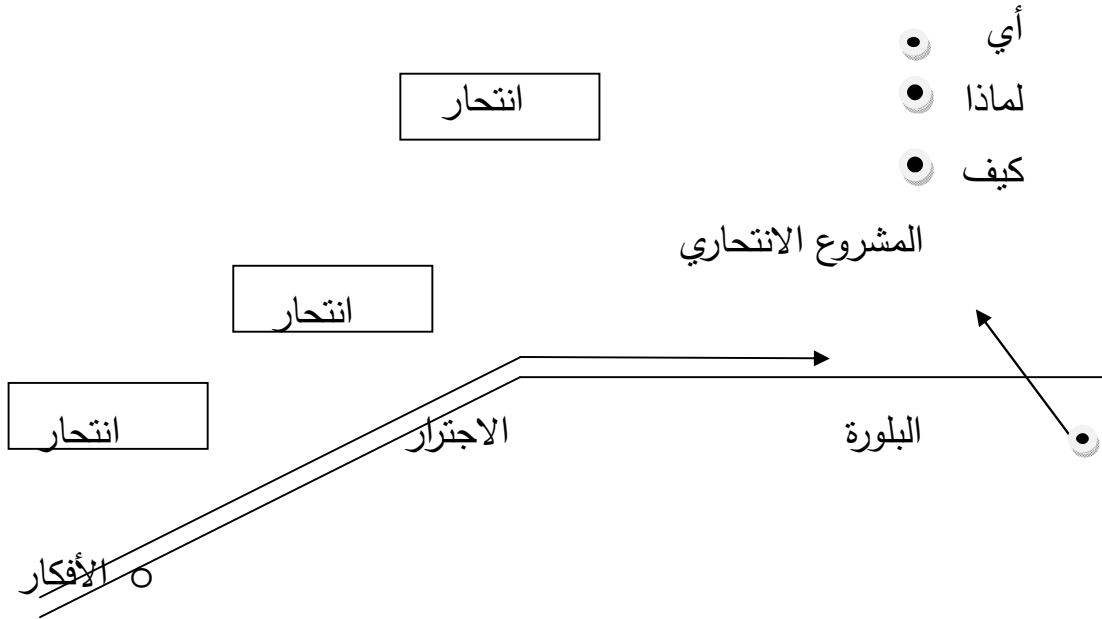 أي
لماذا
انتحار
كيف
المشروع الانتحاري
انتحار
البلورة
الاجترار
انتحار
الأفكار